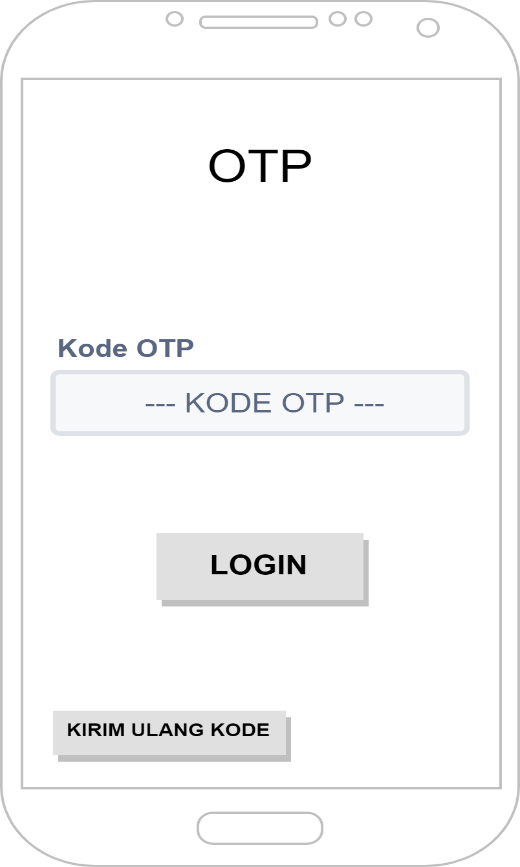 OTP
Kode OTP
--- KODE OTP ---
LOGIN
KIRIM ULANG KODE